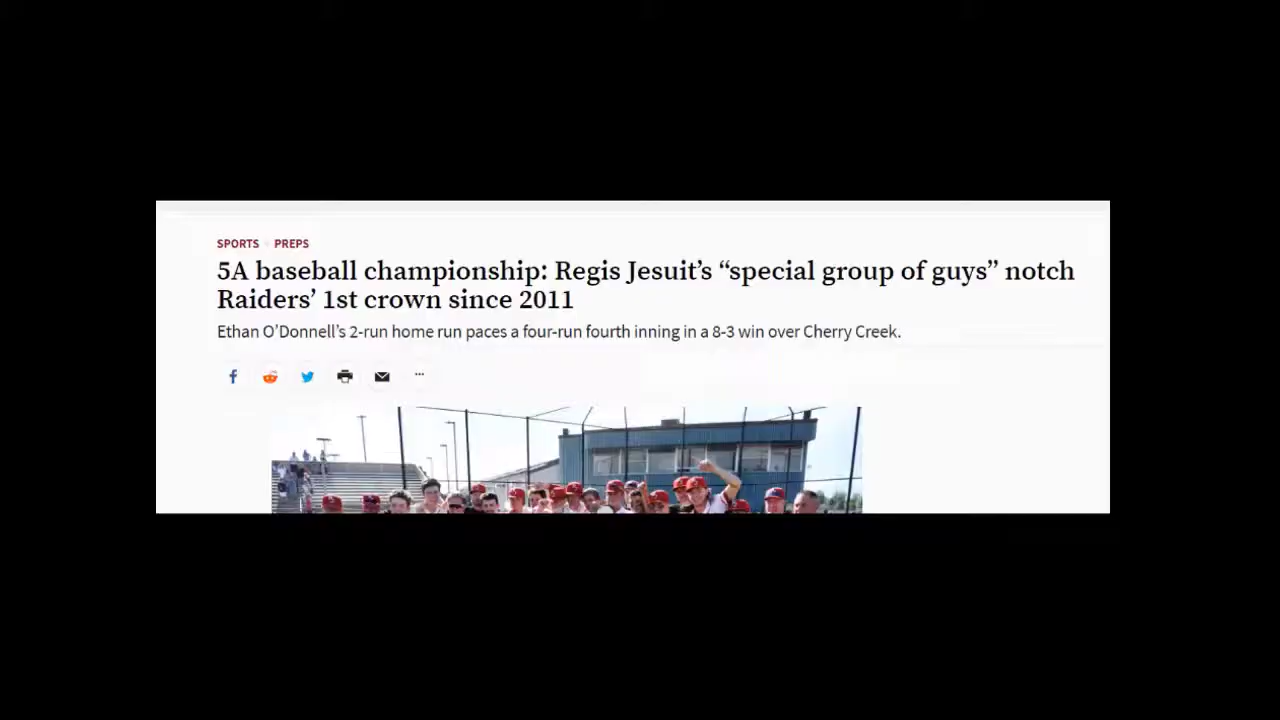 SPORTS PREPS
5A baseball championship: Regis Jesuit’s “special group of guys” notch
Raiders’ 1st crown since 2011
Ethan O’Donnell’s 2-run home run paces a four-run fourth inning in a 8-3 win over Cherry Creek.